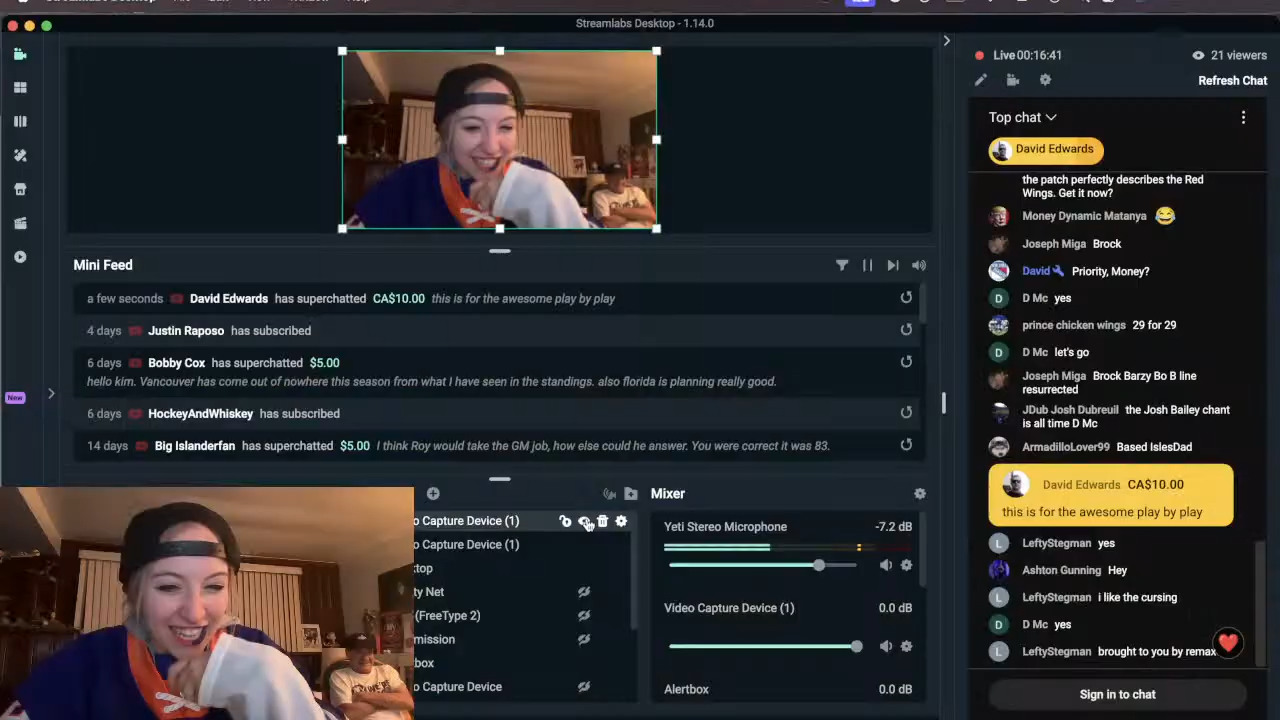 Streamlabs Desktop - 1.14.0
Live 00:16:41
21 viewers
Refresh Chat
Top chat
David Edwards
the patch perfectly describes the Red
Wings. Get it now?
Money Dynamic Matanya 😂
Joseph Miga Brock
David Priority, Money?
D Mc yes
prince chicken wings 29 for 29
D Mc let's go
Joseph Miga Brock Barzy Bo B line
resurrected
JDub Josh Dubreuil the Josh Bailey chant
is all time D Mc
ArmadilloLover99 Based IslesDad
David Edwards CA$10.00
this is for the awesome play by play
LeftyStegman yes
Ashton Gunning Hey
LeftyStegman i like the cursing
D Mc yes
LeftyStegman brought to you by remax
Sign in to chat
Mini Feed
a few seconds David Edwards has superchatted CA$10.00 this is for the awesome play by play
4 days Justin Raposo has subscribed
6 days Bobby Cox has superchatted $5.00
hello kim. Vancouver has come out of nowhere this season from what I have seen in the standings. also florida is planning really good.
6 days HockeyAndWhiskey has subscribed
14 days Big Islanderfan has superchatted $5.00 I think Roy would take the GM job, how else could he answer. You were correct it was 83.
New
o Capture Device (1)
o Capture Device (1)
top
ty Net
(FreeType 2)
mission
box
o Capture Device
Mixer
Yeti Stereo Microphone -7.2 dB
Video Capture Device (1) 0.0 dB
Alertbox 0.0 dB